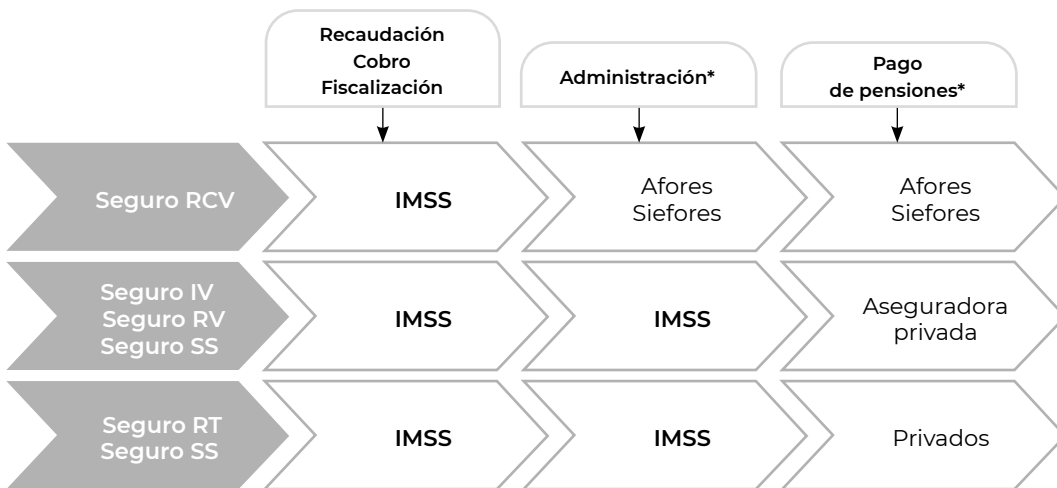 Recaudación
Cobro
Fiscalización
Administración*
Pago
de pensiones*
Seguro RCV
IMSS
Afores
Siefores
Afores
Siefores
Seguro IV
Seguro RV
Seguro SS
IMSS
IMSS
Aseguradora
privada
Seguro RT
Seguro SS
IMSS
IMSS
Privados